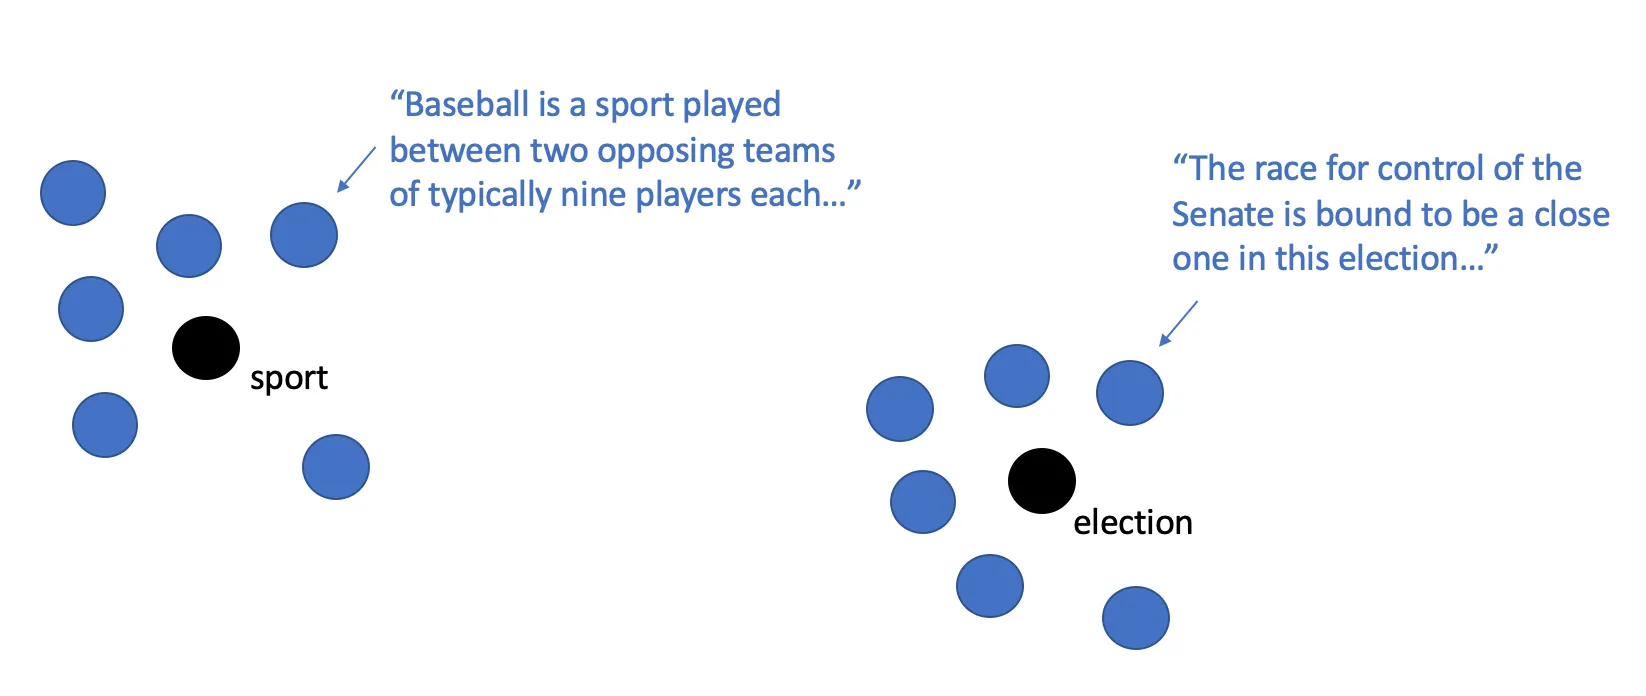 “Baseball is a sport played
between two opposing teams
of typically nine players each…”
sport
“The race for control of the
Senate is bound to be a close
one in this election…”
election